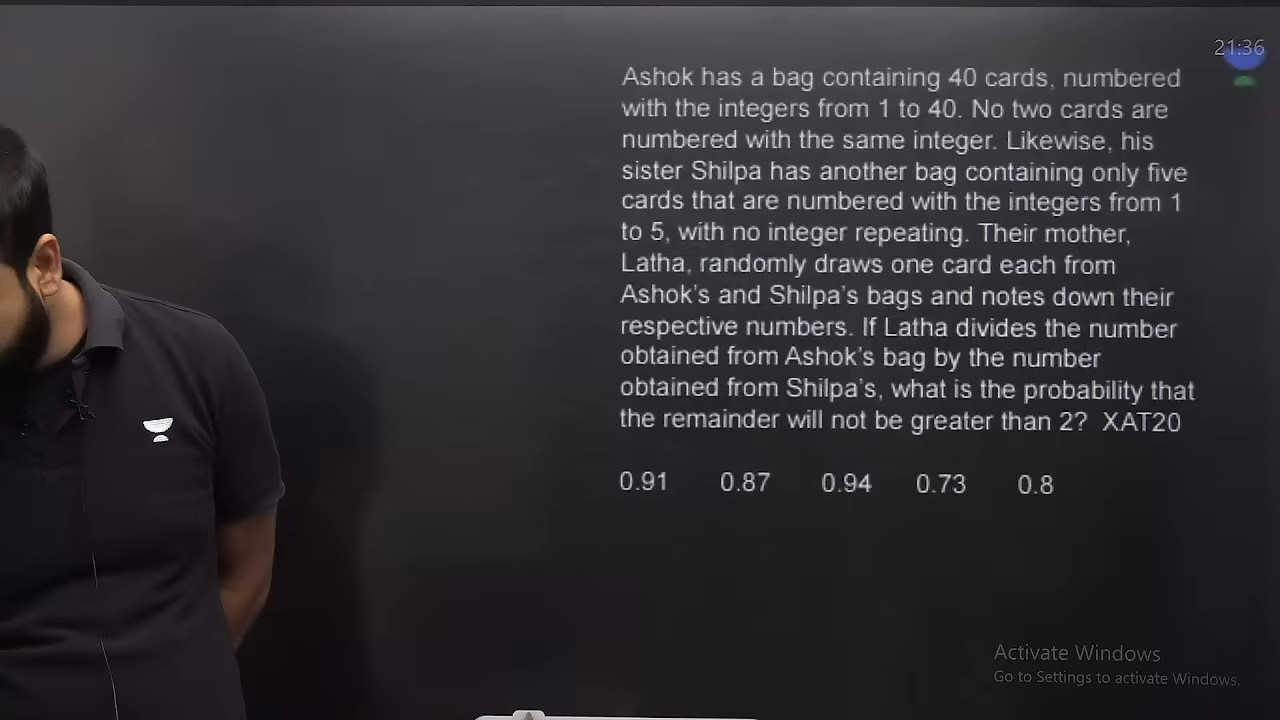 21:36
Ashok has a bag containing 40 cards, numbered
with the integers from 1 to 40. No two cards are
numbered with the same integer. Likewise, his
sister Shilpa has another bag containing only five
cards that are numbered with the integers from 1
to 5, with no integer repeating. Their mother,
Latha, randomly draws one card each from
Ashok’s and Shilpa’s bags and notes down their
respective numbers. If Latha divides the number
obtained from Ashok’s bag by the number
obtained from Shilpa’s, what is the probability that
the remainder will not be greater than 2? XAT20
0.91 0.87 0.94 0.73 0.8
Activate Windows
Go to Settings to activate Windows.